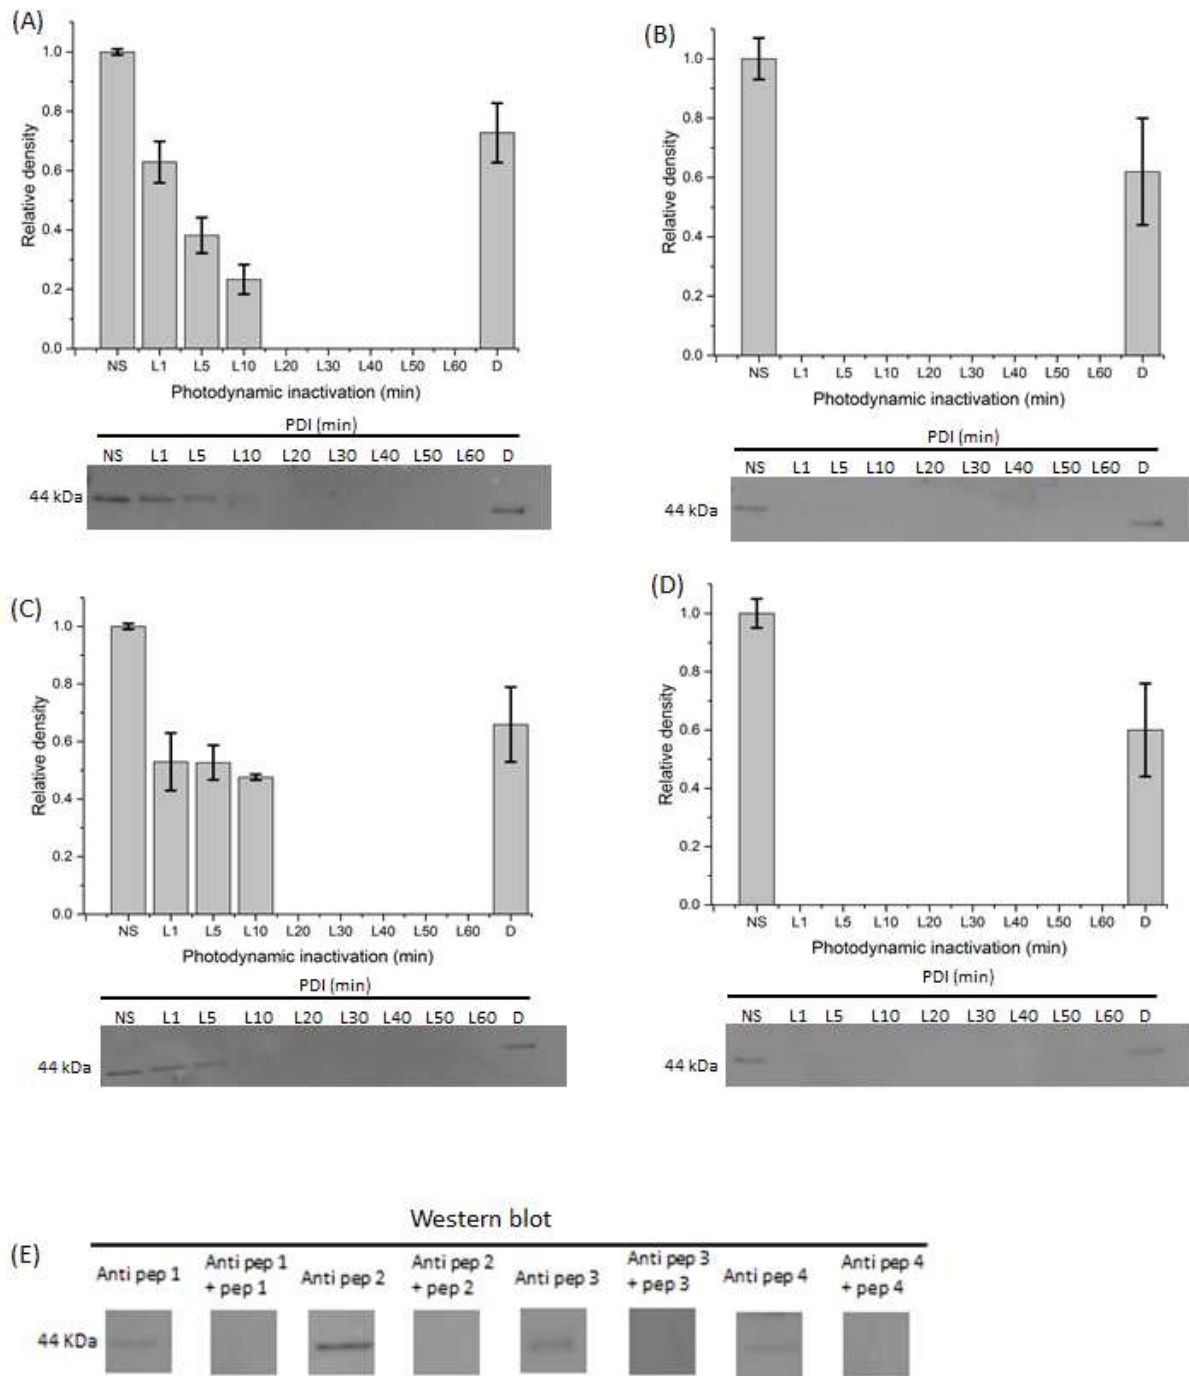 (A)
1.0
0.8
0.6
0.4
0.2
0.0
Relative density
NS L1 L5 L10 L20 L30 L40 L50 L60 D
Photodynamic inactivation (min)
PDI (min)
NS L1 L5 L10 L20 L30 L40 L50 L60 D
44 kDa
(B)
1.0
0.8
0.6
0.4
0.2
0.0
Relative density
NS L1 L5 L10 L20 L30 L40 L50 L60 D
Photodynamic inactivation (min)
PDI (min)
NS L1 L5 L10 L20 L30 L40 L50 L60 D
44 kDa
(C)
1.0
0.8
0.6
0.4
0.2
0.0
Relative density
NS L1 L5 L10 L20 L30 L40 L50 L60 D
Photodynamic inactivation (min)
PDI (min)
NS L1 L5 L10 L20 L30 L40 L50 L60 D
44 kDa
(D)
1.0
0.8
0.6
0.4
0.2
0.0
Relative density
NS L1 L5 L10 L20 L30 L40 L50 L60 D
Photodynamic inactivation (min)
PDI (min)
NS L1 L5 L10 L20 L30 L40 L50 L60 D
44 kDa
Western blot
(E)
Anti pep 1
Anti pep 1
+ pep 1
Anti pep 2
Anti pep 2
+ pep 2
Anti pep 3
Anti pep 3
+ pep 3
Anti pep 4
Anti pep 4
+ pep 4
44 KDa